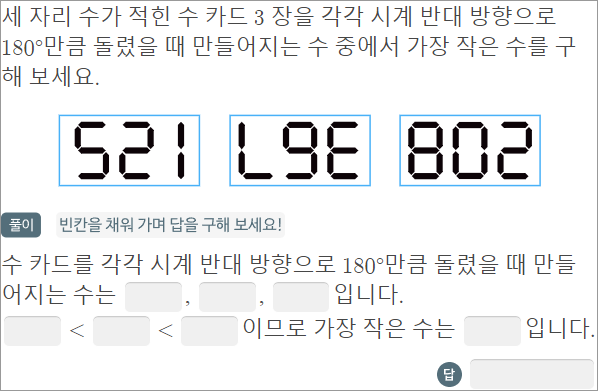 세 자리 수가 적힌 수 카드 3 장을 각각 시계 반대 방향으로
180°만큼 돌렸을 때 만들어지는 수 중에서 가장 작은 수를 구
해 보세요.
521 L9E 802
풀이 빈칸을 채워 가며 답을 구해 보세요!
수 카드를 각각 시계 반대 방향으로 180°만큼 돌렸을 때 만들
어지는 수는 , , 입니다.
< < 이므로 가장 작은 수는 입니다.
답